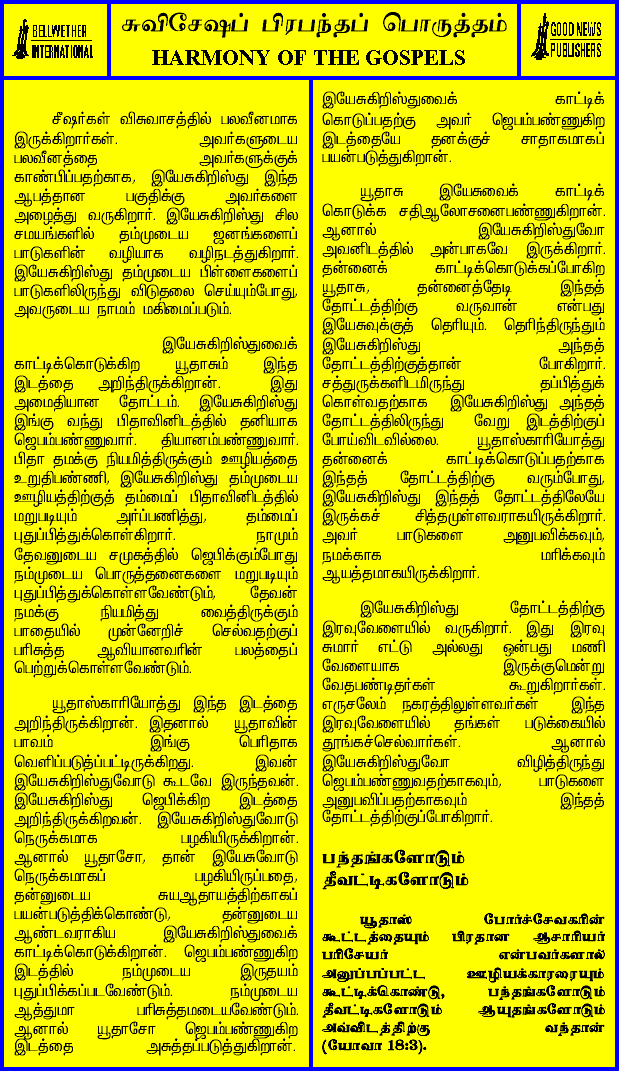 BELLWETHER
INTERNATIONAL
சுவிசேஷப் பிரபந்தப் பொருத்தம்
HARMONY OF THE GOSPELS
GOOD NEWS
PUBLISHERS
சீஷர்கள் விசுவாசத்தில் பலவீனமாக
இருக்கிறார்கள். அவர்களுடைய
பலவீனத்தை அவர்களுக்குக்
காண்பிப்பதற்காக, இயேசுகிறிஸ்து இந்த
ஆபத்தான பகுதிக்கு அவர்களை
அழைத்து வருகிறார். இயேசுகிறிஸ்து சில
சமயங்களில் தம்முடைய ஜனங்களைப்
பாடுகளின் வழியாக வழிநடத்துகிறார்.
இயேசுகிறிஸ்து தம்முடைய பிள்ளைகளைப்
பாடுகளிலிருந்து விடுதலை செய்யும்போது,
அவருடைய நாமம் மகிமைப்படும்.
இயேசுகிறிஸ்துவைக்
காட்டிக்கொடுக்கிற யூதாசும் இந்த
இடத்தை அறிந்திருக்கிறான். இது
அமைதியான தோட்டம். இயேசுகிறிஸ்து
இங்கு வந்து பிதாவினிடத்தில் தனியாக
ஜெபம்பண்ணுவார். தியானம்பண்ணுவார்.
பிதா தமக்கு நியமித்திருக்கும் ஊழியத்தை
உறுதிபண்ணி, இயேசுகிறிஸ்து தம்முடைய
ஊழியத்திற்குத் தம்மைப் பிதாவினிடத்தில்
மறுபடியும் அர்ப்பணித்து, தம்மைப்
புதுப்பித்துக்கொள்கிறார். நாமும்
தேவனுடைய சமுகத்தில் ஜெபிக்கும்போது
நம்முடைய பொருத்தனைகளை மறுபடியும்
புதுப்பித்துக்கொள்ளவேண்டும், தேவன்
நமக்கு நியமித்து வைத்திருக்கும்
பாதையில் முன்னேறிச் செல்வதற்குப்
பரிசுத்த ஆவியானவரின் பலத்தைப்
பெற்றுக்கொள்ளவேண்டும்.
யூதாஸ்காரியோத்து இந்த இடத்தை
அறிந்திருக்கிறான். இதனால் யூதாவின்
பாவம் இங்கு பெரிதாக
வெளிப்படுத்தப்பட்டிருக்கிறது. இவன்
இயேசுகிறிஸ்துவோடு கூடவே இருந்தவன்.
இயேசுகிறிஸ்து ஜெபிக்கிற இடத்தை
அறிந்திருக்கிறவன். இயேசுகிறிஸ்துவோடு
நெருக்கமாக பழகியிருக்கிறான்.
ஆனால் யூதாசோ, தான் இயேசுவோடு
நெருக்கமாகப் பழகியிருப்பதை,
தன்னுடைய சுயஆதாயத்திற்காகப்
பயன்படுத்திக்கொண்டு, தன்னுடைய
ஆண்டவராகிய இயேசுகிறிஸ்துவைக்
காட்டிக்கொடுக்கிறான். ஜெபம்பண்ணுகிற
இடத்தில் நம்முடைய இருதயம்
புதுப்பிக்கப்படவேண்டும். நம்முடைய
ஆத்துமா பரிசுத்தமடையவேண்டும்.
ஆனால் யூதாசோ ஜெபம்பண்ணுகிற
இடத்தை அசுத்தப்படுத்துகிறான்.
இயேசுகிறிஸ்துவைக் காட்டிக்
கொடுப்பதற்கு அவர் ஜெபம்பண்ணுகிற
இடத்தையே தனக்குச் சாதாகமாகப்
பயன்படுத்துகிறான்.
யூதாசு இயேசுவைக் காட்டிக்
கொடுக்க சதிஆலோசனைபண்ணுகிறான்.
ஆனால் இயேசுகிறிஸ்துவோ
அவனிடத்தில் அன்பாகவே இருக்கிறார்.
தன்னைக் காட்டிக்கொடுக்கப்போகிற
யூதாசு, தன்னைத்தேடி இந்தத்
தோட்டத்திற்கு வருவான் என்பது
இயேசுவுக்குத் தெரியும். தெரிந்திருந்தும்
இயேசுகிறிஸ்து அந்தத்
தோட்டத்திற்குத்தான் போகிறார்.
சத்துருக்களிடமிருந்து தப்பித்துக்
கொள்வதற்காக இயேசுகிறிஸ்து அந்தத்
தோட்டத்திலிருந்து வேறு இடத்திற்குப்
போய்விடவில்லை. யூதாஸ்காரியோத்து
தன்னைக் காட்டிக்கொடுப்பதற்காக
இந்தத் தோட்டத்திற்கு வரும்போது,
இயேசுகிறிஸ்து இந்தத் தோட்டத்திலேயே
இருக்கச் சித்தமுள்ளவராகயிருக்கிறார்.
அவர் பாடுகளை அனுபவிக்கவும்,
நமக்காக மரிக்கவும்
ஆயத்தமாகயிருக்கிறார்.
இயேசுகிறிஸ்து தோட்டத்திற்கு
இரவுவேளையில் வருகிறார். இது இரவு
சுமார் எட்டு அல்லது ஒன்பது மணி
வேளையாக இருக்குமென்று
வேதபண்டிதர்கள் கூறுகிறார்கள்.
எருசலேம் நகரத்திலுள்ளவர்கள் இந்த
இரவுவேளையில் தங்கள் படுக்கையில்
தூங்கச்செல்வார்கள். ஆனால்
இயேசுகிறிஸ்துவோ விழித்திருந்து
ஜெபம்பண்ணுவதற்காகவும், பாடுகளை
அனுபவிப்பதற்காகவும் இந்தத்
தோட்டத்திற்குப்போகிறார்.
பந்தங்களோடும்
தீவட்டிகளோடும்
யூதாஸ் போர்ச்சேவகரின்
கூட்டத்தையும் பிரதான ஆசாரியர்
பரிசேயர் என்பவர்களால்
அனுப்பப்பட்ட ஊழியக்காரரையும்
கூட்டிக்கொண்டு, பந்தங்களோடும்
தீவட்டிகளோடும் ஆயுதங்களோடும்
அவ்விடத்திற்கு வந்தான்
(யோவா 18:3).